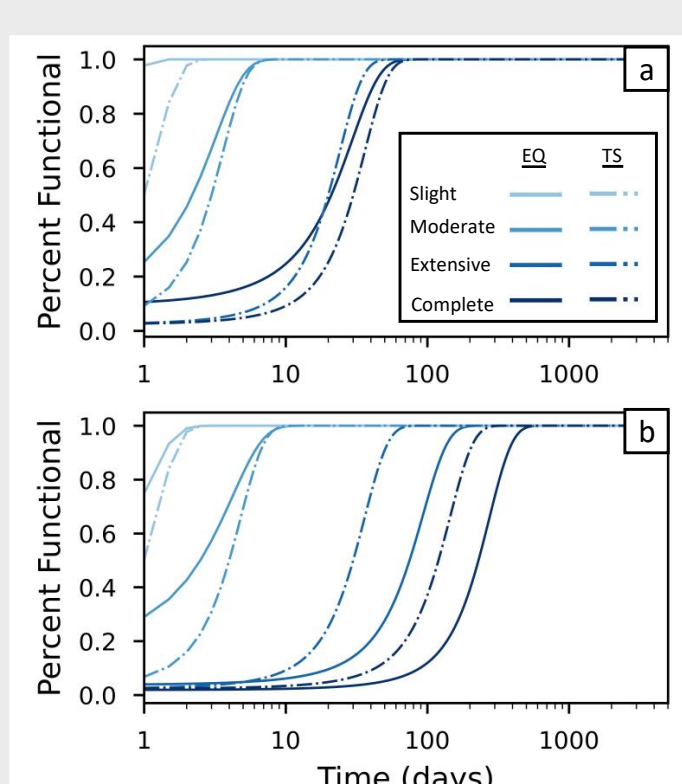 a
Percent Functional
1.0
0.8
0.6
0.4
0.2
0.0
EQ TS
Slight
Moderate
Extensive
Complete
1 10 100 1000
b
Percent Functional
1.0
0.8
0.6
0.4
0.2
0.0
1 10 100 1000
Time (days)